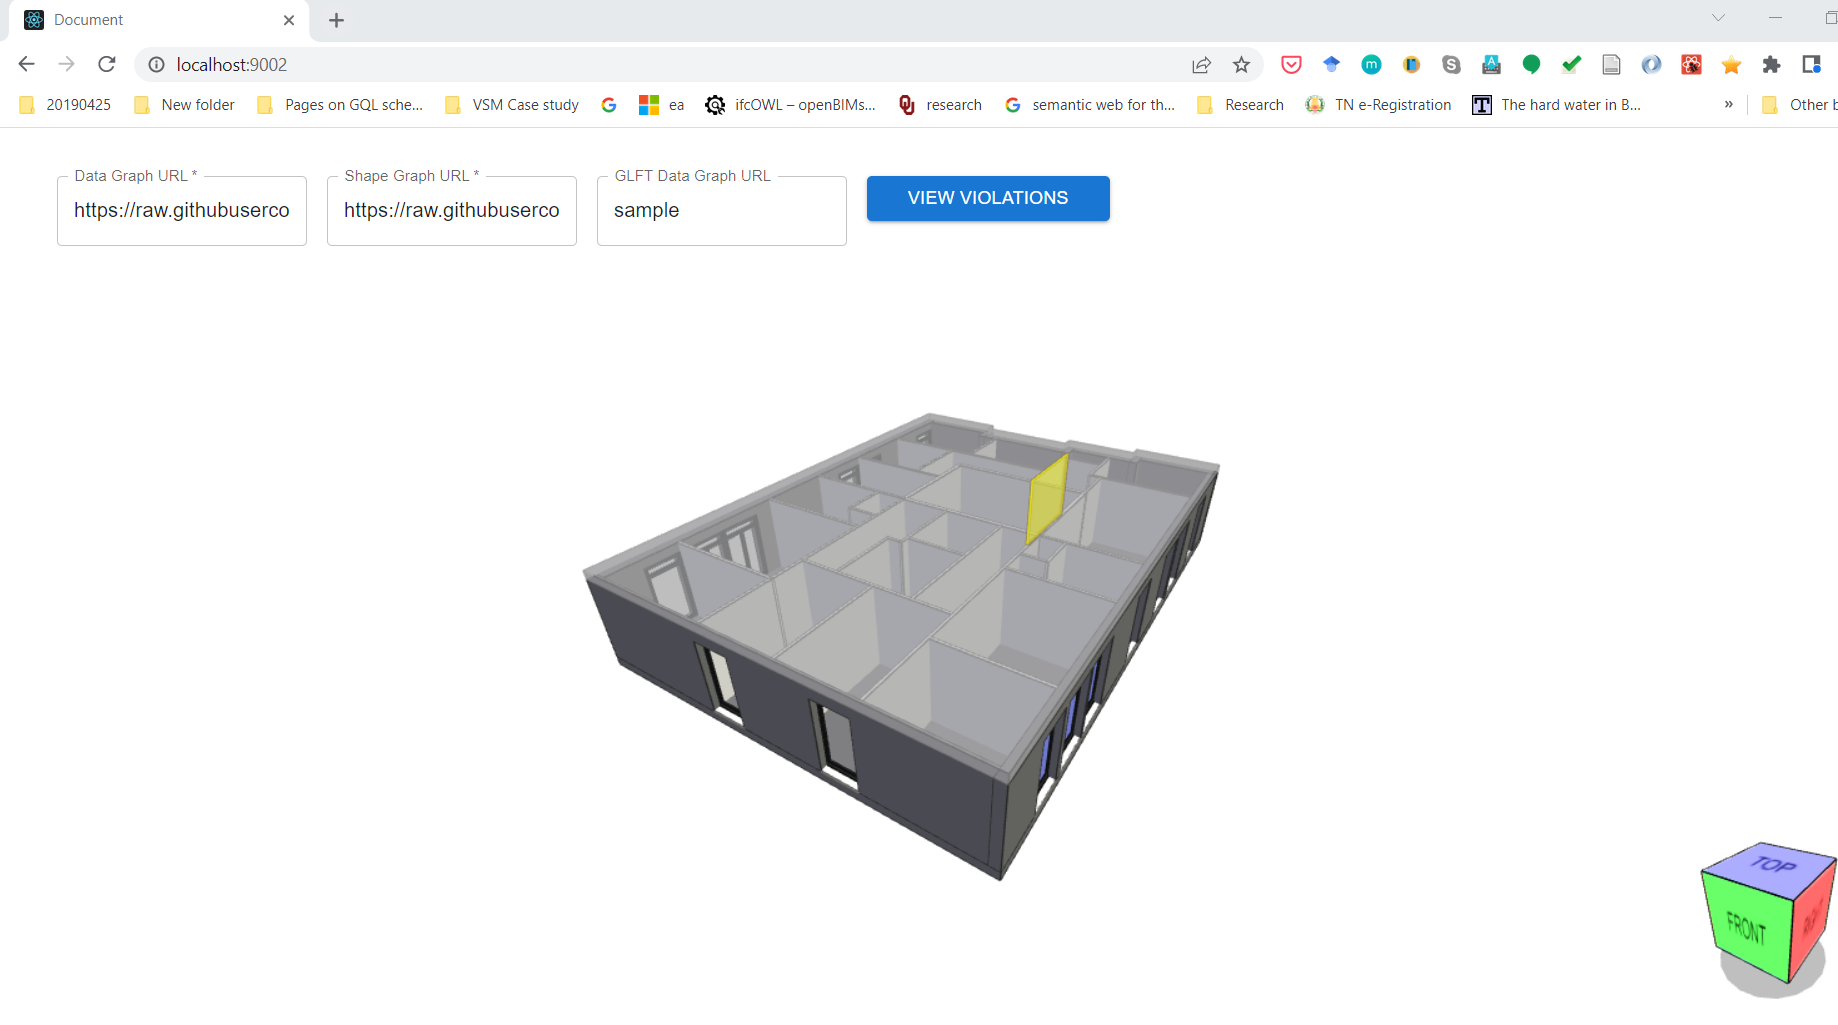 Document
localhost:9002
20190425 New folder Pages on GQL sche... VSM Case study ea ifcOWL – openBIMs... research semantic web for th... Research TN e-Registration The hard water in B... » Other b
Data Graph URL * Shape Graph URL * GLFT Data Graph URL
https://raw.githubuserco https://raw.githubuserco sample VIEW VIOLATIONS
TOP
FRONT